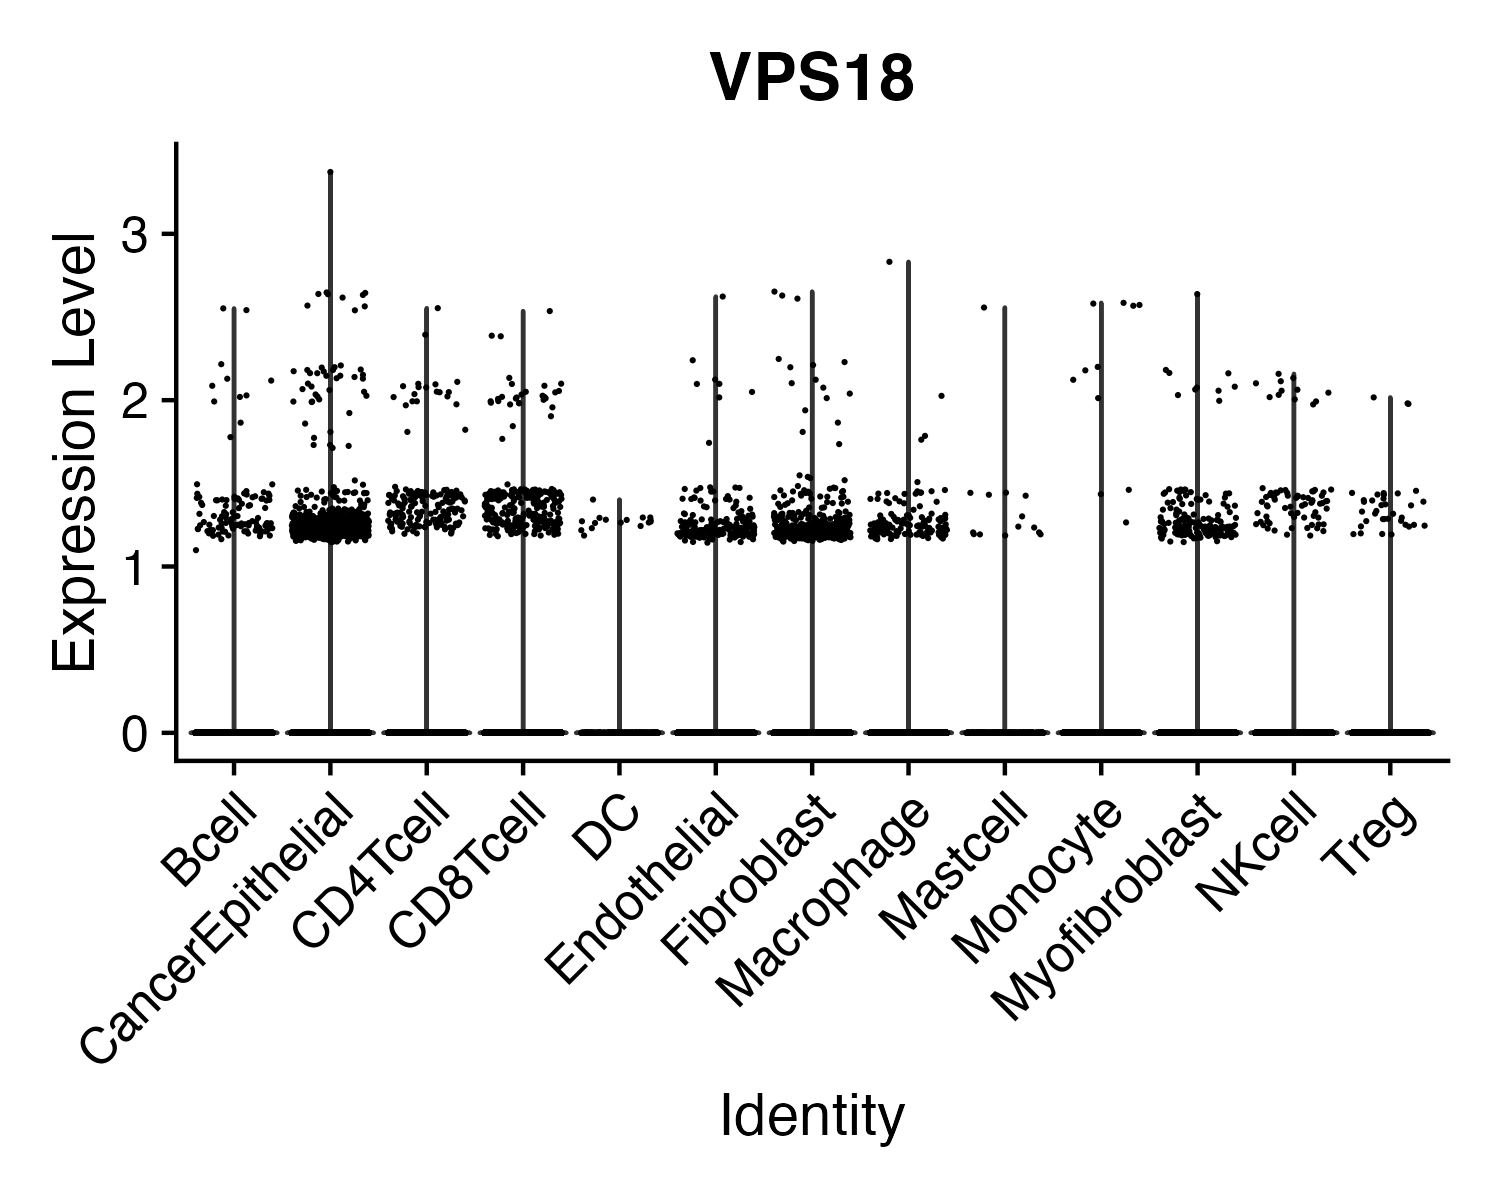 VPS18
Expression Level
3
2
1
0
Bcell
CancerEpithelial
CD4Tcell
CD8Tcell
DC
Endothelial
Fibroblast
Macrophage
Mastcell
Monocyte
Myofibroblast
NKcell
Treg
Identity